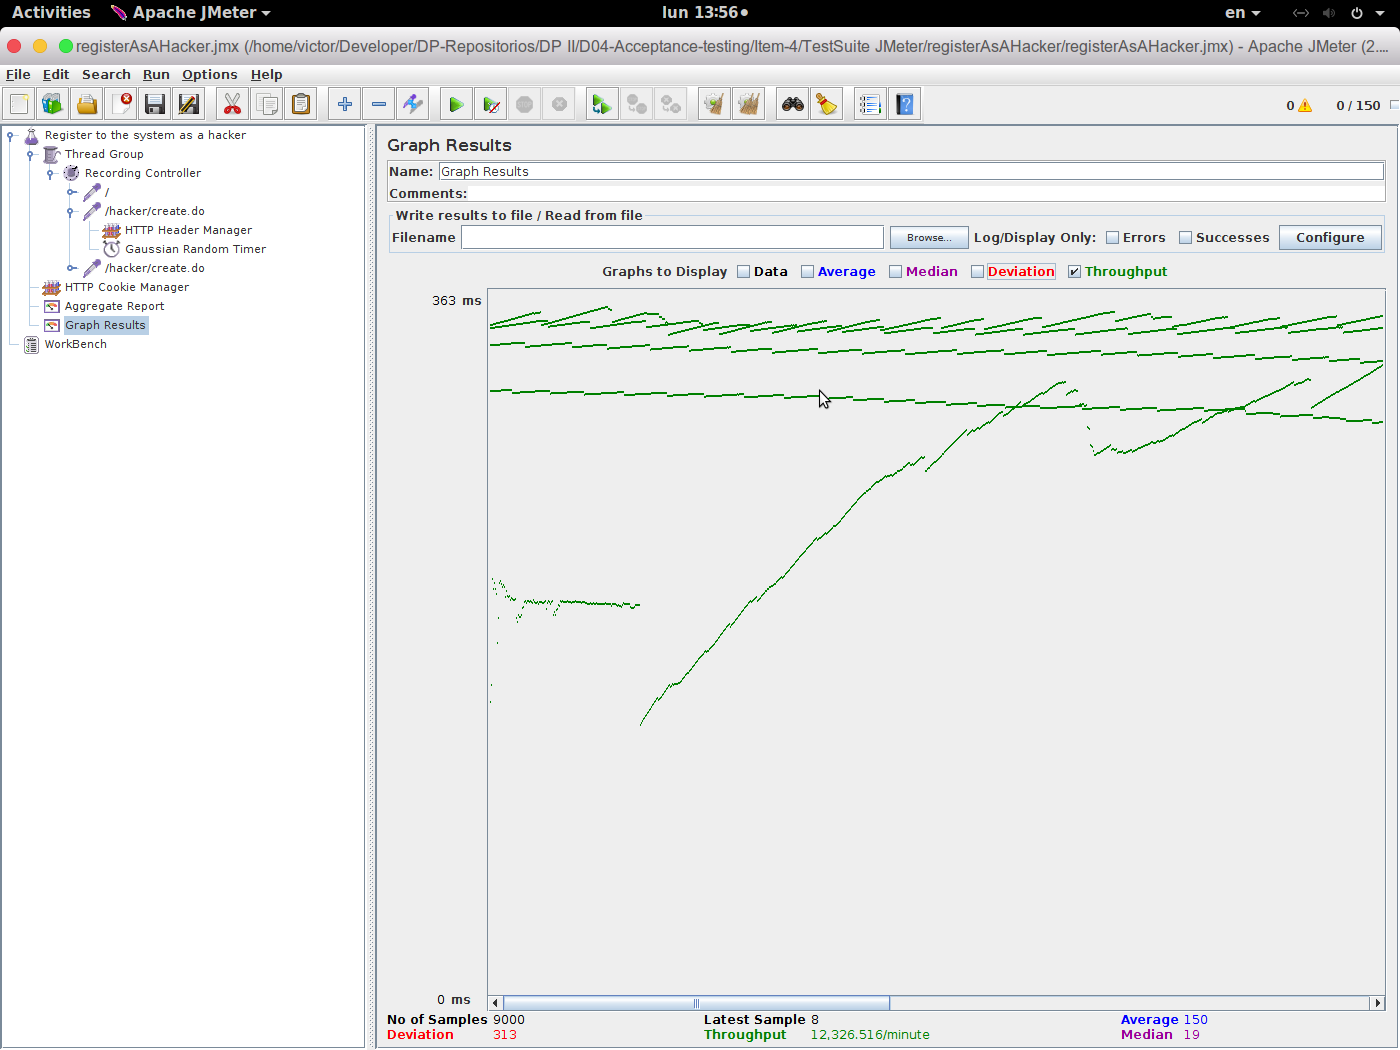 Activities Apache JMeter lun 13:56 en
registerAsAHacker.jmx (/home/victor/Developer/DP-Repositorios/DP II/D04-Acceptance-testing/Item-4/TestSuite JMeter/registerAsAHacker/registerAsAHacker.jmx) - Apache JMeter (2....
File Edit Search Run Options Help
0 0 / 150
Register to the system as a hacker
Thread Group
Recording Controller
/
/hacker/create.do
HTTP Header Manager
Gaussian Random Timer
/hacker/create.do
HTTP Cookie Manager
Aggregate Report
Graph Results
WorkBench
Graph Results
Name: Graph Results
Comments:
Write results to file / Read from file
Filename Browse... Log/Display Only: Errors Successes Configure
Graphs to Display Data Average Median Deviation Throughput
363 ms
0 ms
No of Samples 9000 Latest Sample 8 Average 150
Deviation 313 Throughput 12,326.516/minute Median 19